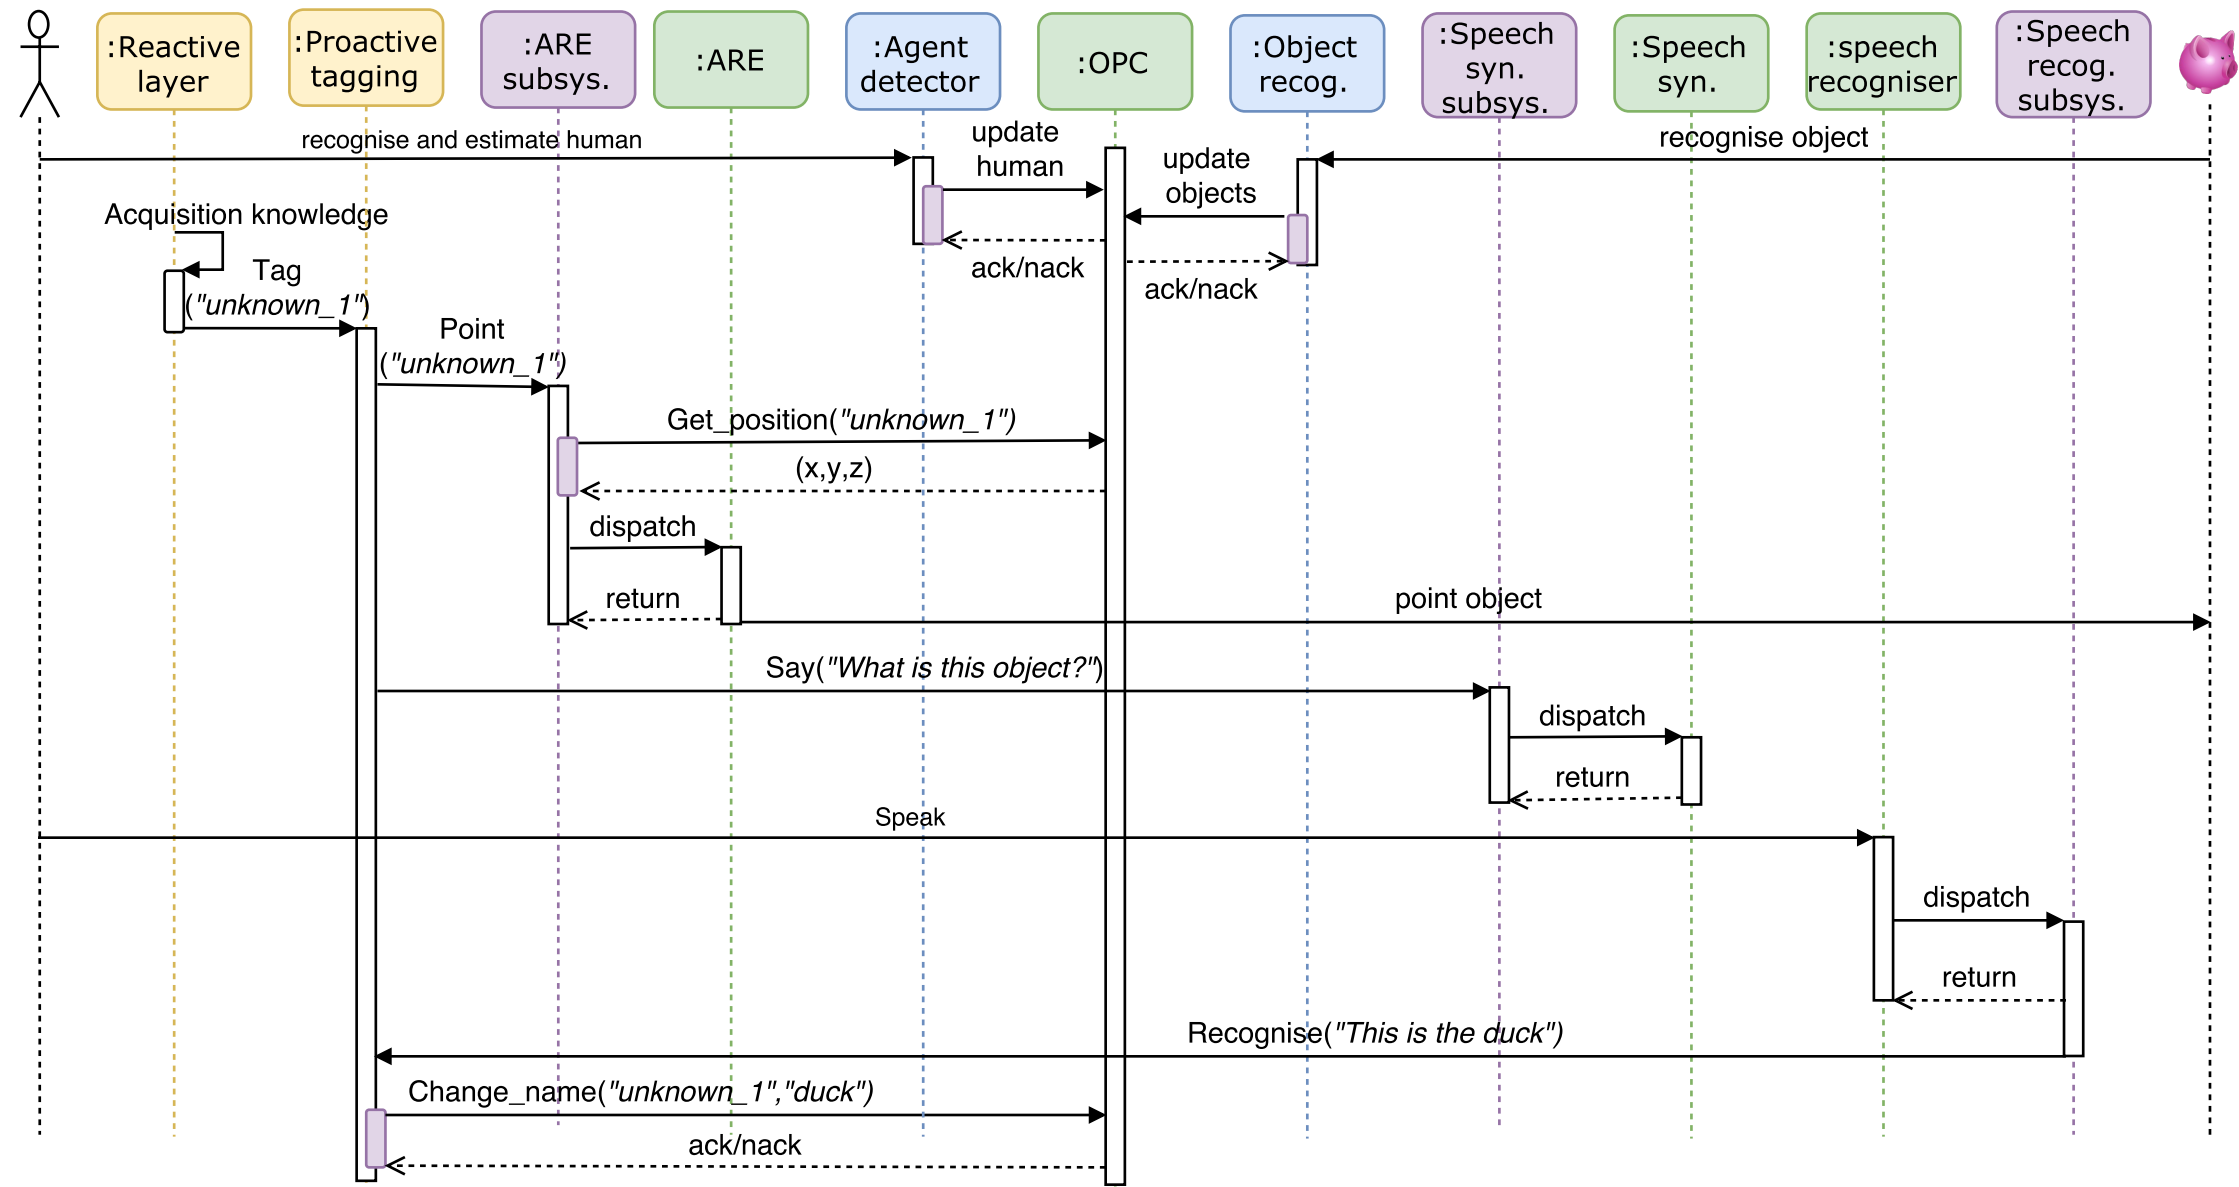 :Reactive
layer
:Proactive
tagging
:ARE
subsys.
:ARE
:Agent
detector
:OPC
:Object
recog.
:Speech
syn.
subsys.
:Speech
syn.
:speech
recogniser
:Speech
recog.
subsys.
recognise and estimate human
update
human
update
objects
recognise object
Acquisition knowledge
ack/nack
ack/nack
Tag
("unknown_1")
Point
("unknown_1")
Get_position("unknown_1")
(x,y,z)
dispatch
return
point object
Say("What is this object?")
dispatch
return
Speak
dispatch
return
Recognise("This is the duck")
Change_name("unknown_1","duck")
ack/nack